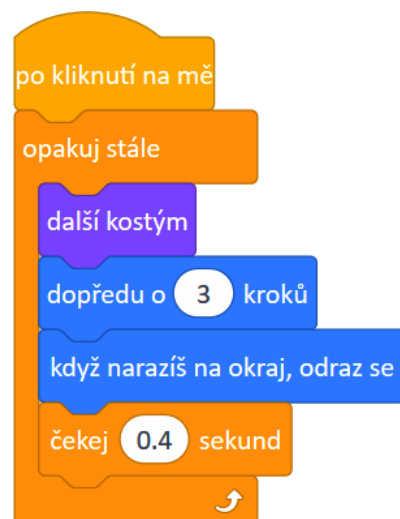 po kliknutí na mě
opakuj stále
další kostým
dopředu o 3 kroků
když narazíš na okraj, odraz se
čekej 0.4 sekund